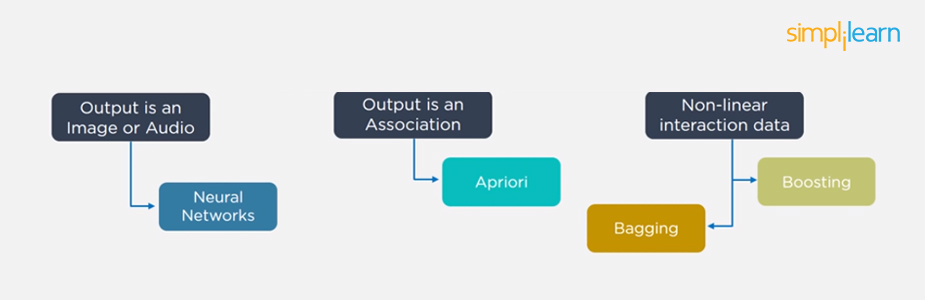 simplilearn
Output is an
Image or Audio
Neural
Networks
Output is an
Association
Apriori
Non-linear
interaction data
Boosting
Bagging